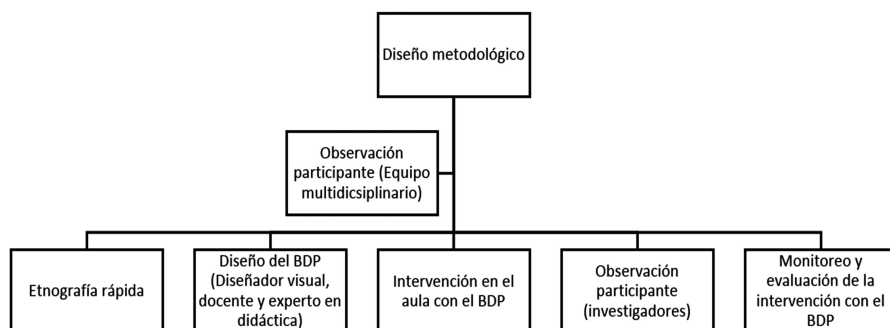 Diseño metodológico
Observación
participante (Equipo
multidicsiplinario)
Etnografía rápida
Diseño del BDP
(Diseñador visual,
docente y experto en
didáctica)
Intervención en el
aula con el BDP
Observación
participante
(investigadores)
Monitoreo y
evaluación de la
intervención con el
BDP